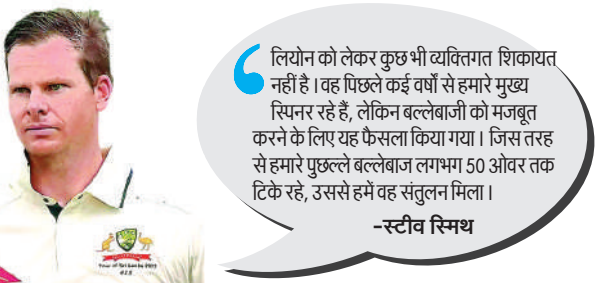 लियोन को लेकर कुछ भी व्यक्तिगत शिकायत
नहीं है। वह पिछले कई वर्षों से हमारे मुख्य
स्पिनर रहे हैं, लेकिन बल्लेबाजी को मजबूत
करने के लिए यह फैसला किया गया। जिस तरह
से हमारे पुछल्ले बल्लेबाज लगभग 50 ओवर तक
टिके रहे, उससे हमें वह संतुलन मिला।
-स्टीव स्मिथ